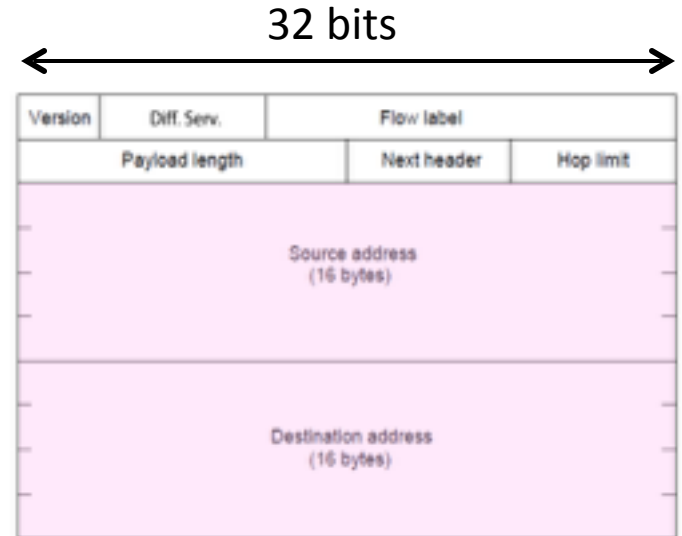 32 bits
Version Diff. Serv. Flow label
Payload length Next header Hop limit
Source address
(16 bytes)
Destination address
(16 bytes)